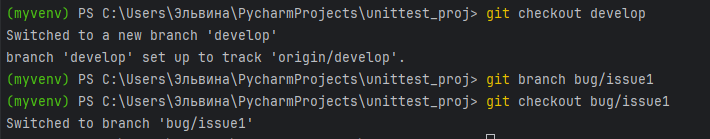 (myvenv) PS C:\Users\Эльвина\PycharmProjects\unittest_proj> git checkout develop
Switched to a new branch 'develop'
branch 'develop' set up to track 'origin/develop'.
(myvenv) PS C:\Users\Эльвина\PycharmProjects\unittest_proj> git branch bug/issue1
(myvenv) PS C:\Users\Эльвина\PycharmProjects\unittest_proj> git checkout bug/issue1
Switched to branch 'bug/issue1'